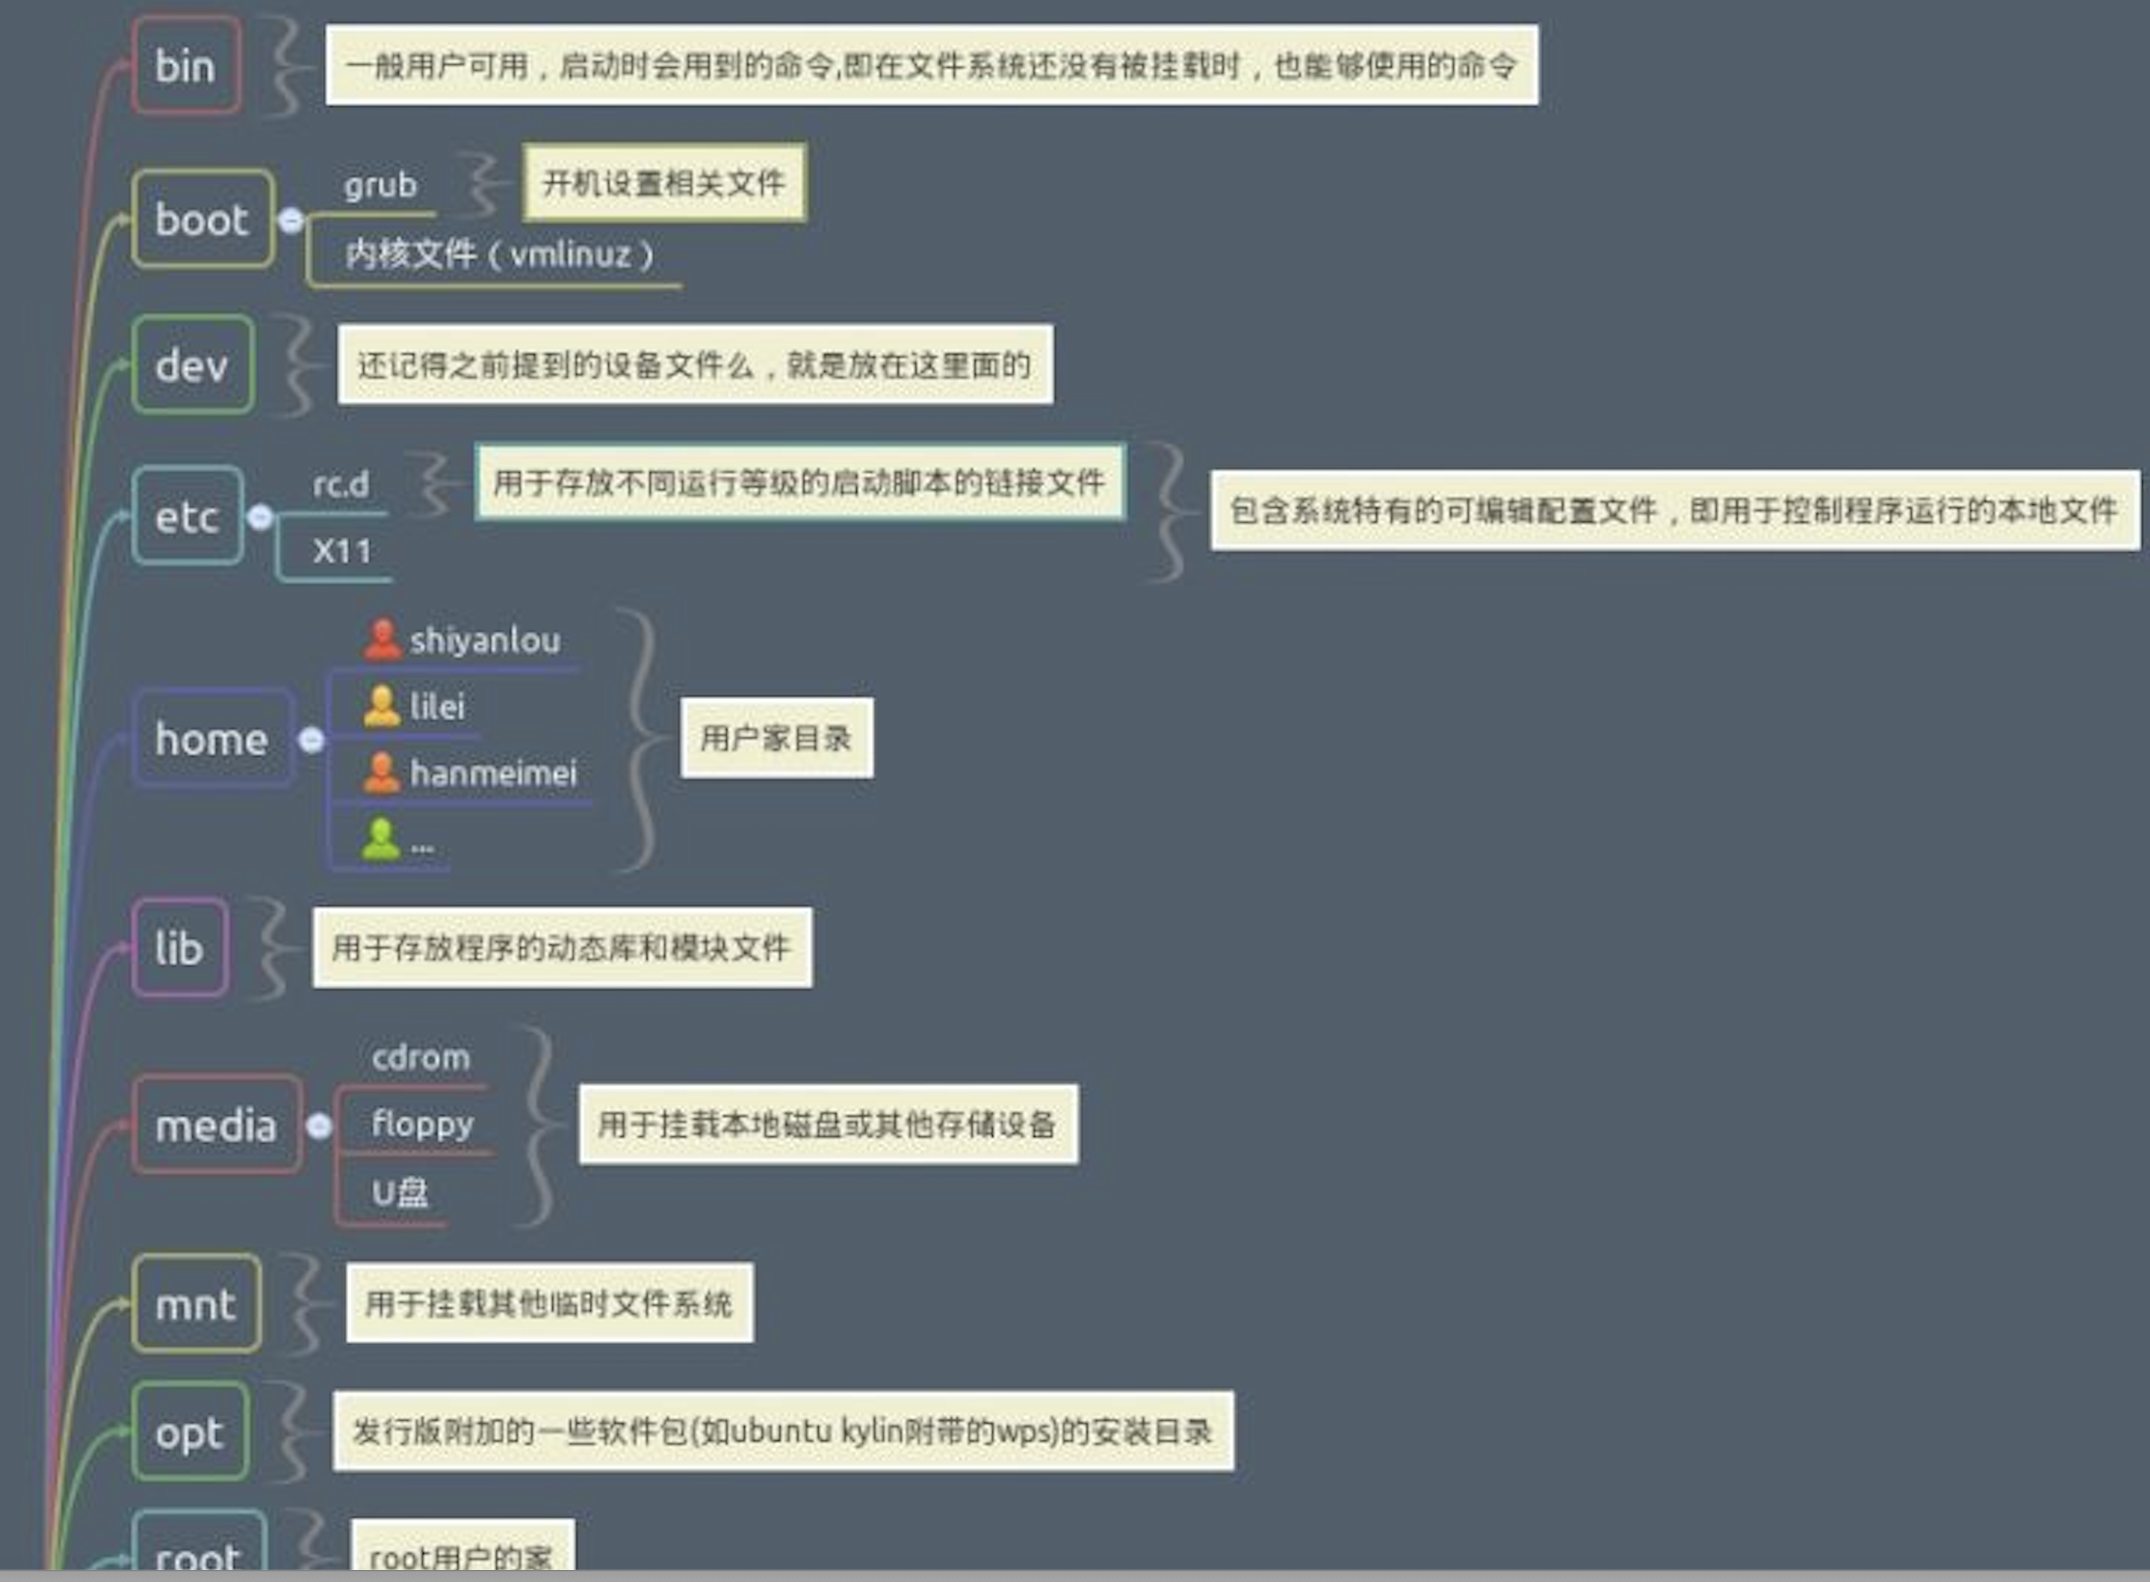 bin
一般用户可用，启动时会用到的命令,即在文件系统还没有被挂载时，也能够使用的命令
boot
grub
开机设置相关文件
内核文件（vmlinuz）
dev
还记得之前提到的设备文件么，就是放在这里面的
etc
rc.d
用于存放不同运行等级的启动脚本的链接文件
X11
包含系统特有的可编辑配置文件，即用于控制程序运行的本地文件
home
shiyanlou
lilei
hanmeimei
...
用户家目录
lib
用于存放程序的动态库和模块文件
media
cdrom
floppy
U盘
用于挂载本地磁盘或其他存储设备
mnt
用于挂载其他临时文件系统
opt
发行版附加的一些软件包(如ubuntu kylin附带的wps)的安装目录
root
root用户的家